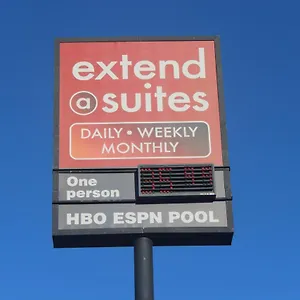 extend
@ suites
DAILY • WEEKLY
MONTHLY
One
person
HBO ESPN POOL